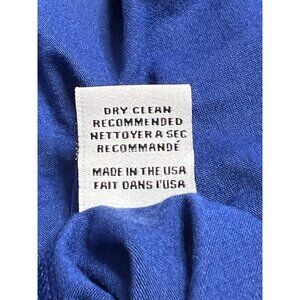 DRY CLEAN
RECOMMENDED
NETTOYER A SEC
RECOMMANDÉ
MADE IN THE USA
FAIT DANS I'USA